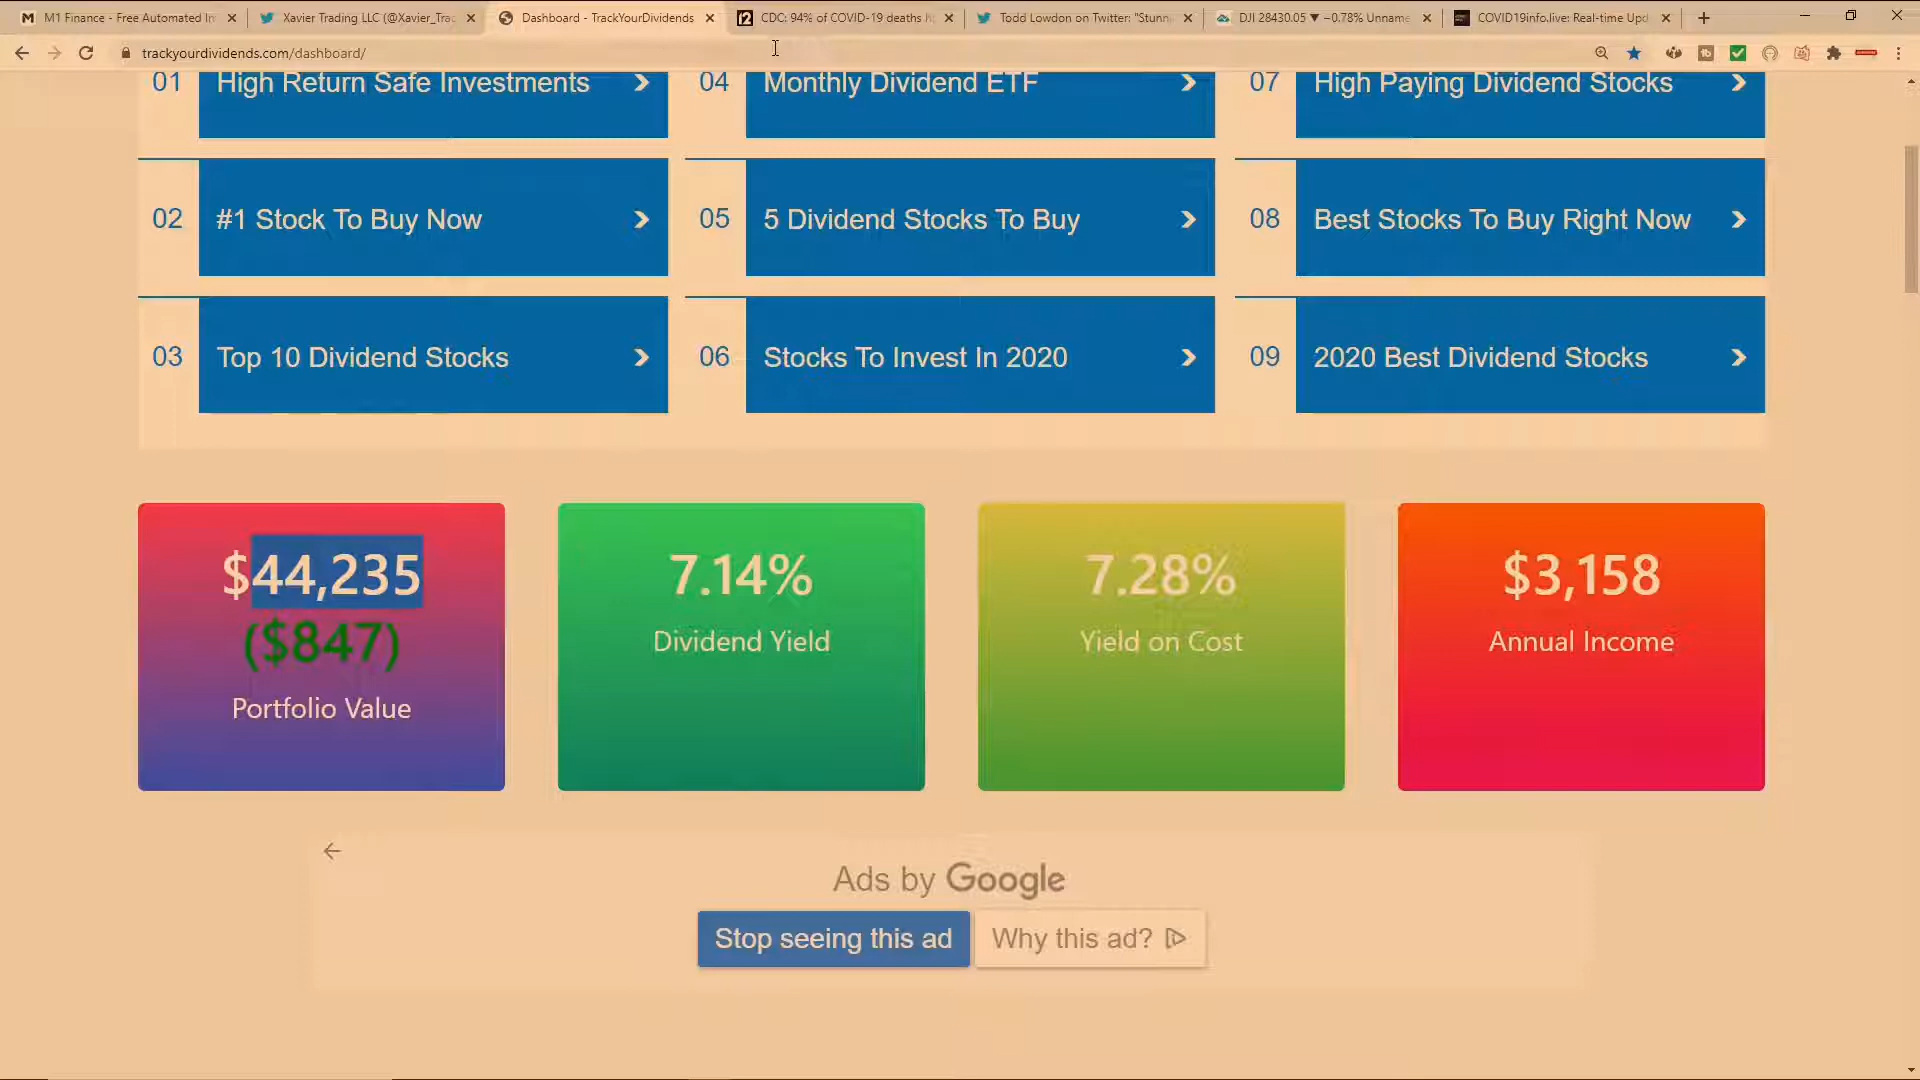 M1 Finance - Free Automated In
Xavier Trading LLC (@Xavier_Trad
Dashboard - TrackYourDividends
CDC: 94% of COVID-19 deaths h
Todd Lowdon on Twitter: "Stunn
DJI 28430.05 ▼ −0.78% Unname
COVID19info.live: Real-time Upd
trackyourdividends.com/dashboard/
01 High Return Safe Investments
04 Monthly Dividend ETF
07 High Paying Dividend Stocks
02 #1 Stock To Buy Now
05 5 Dividend Stocks To Buy
08 Best Stocks To Buy Right Now
03 Top 10 Dividend Stocks
06 Stocks To Invest In 2020
09 2020 Best Dividend Stocks
$44,235
($847)
Portfolio Value
7.14%
Dividend Yield
7.28%
Yield on Cost
$3,158
Annual Income
Ads by Google
Stop seeing this ad
Why this ad?